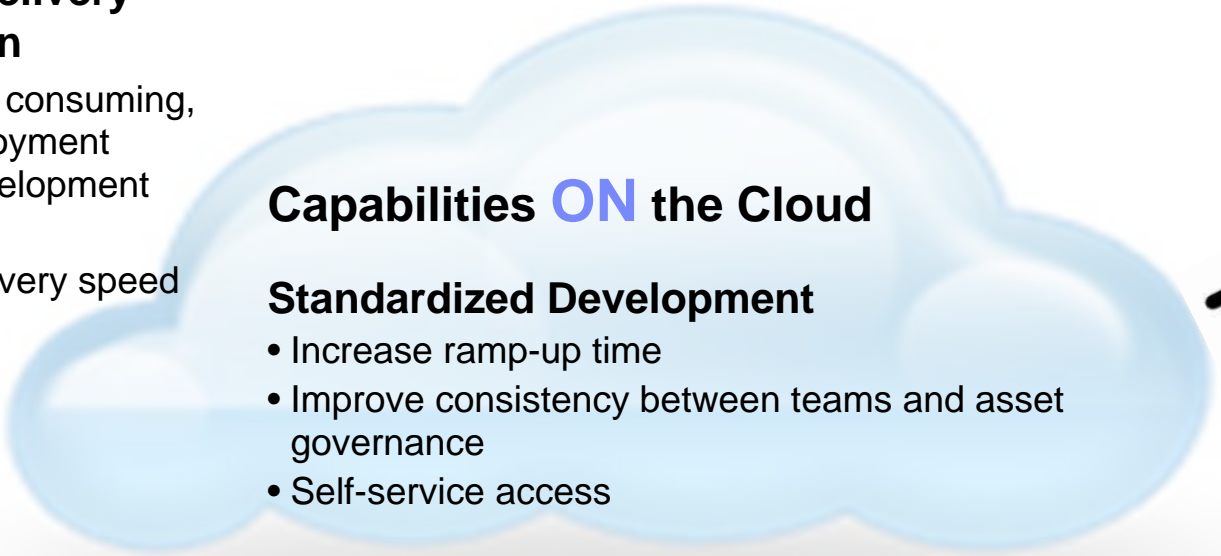 n
consuming,
oyment
elopment
very speed
Capabilities ON the Cloud
Standardized Development
• Increase ramp-up time
• Improve consistency between teams and asset
governance
• Self-service access